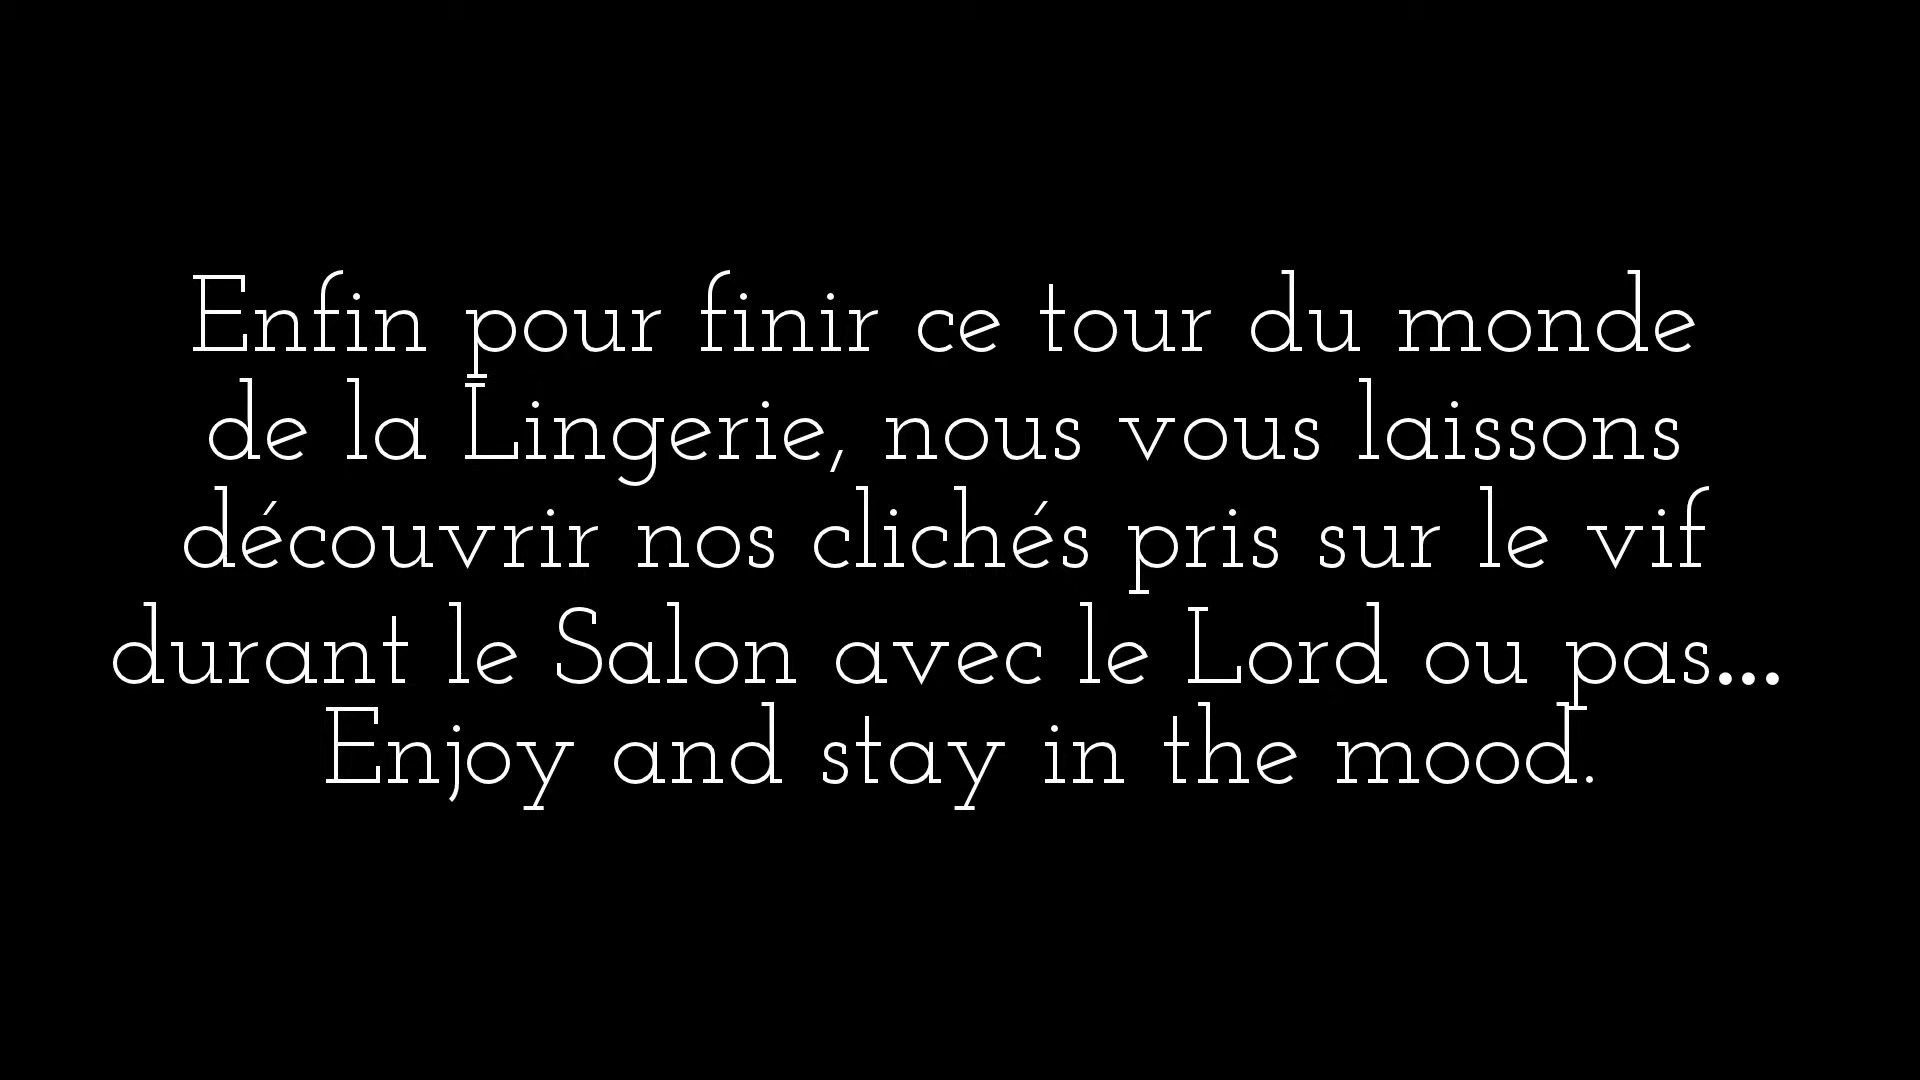 Enfin pour finir ce tour du monde
de la Lingerie, nous vous laissons
découvrir nos clichés pris sur le vif
durant le Salon avec le Lord ou pas...
Enjoy and stay in the mood.